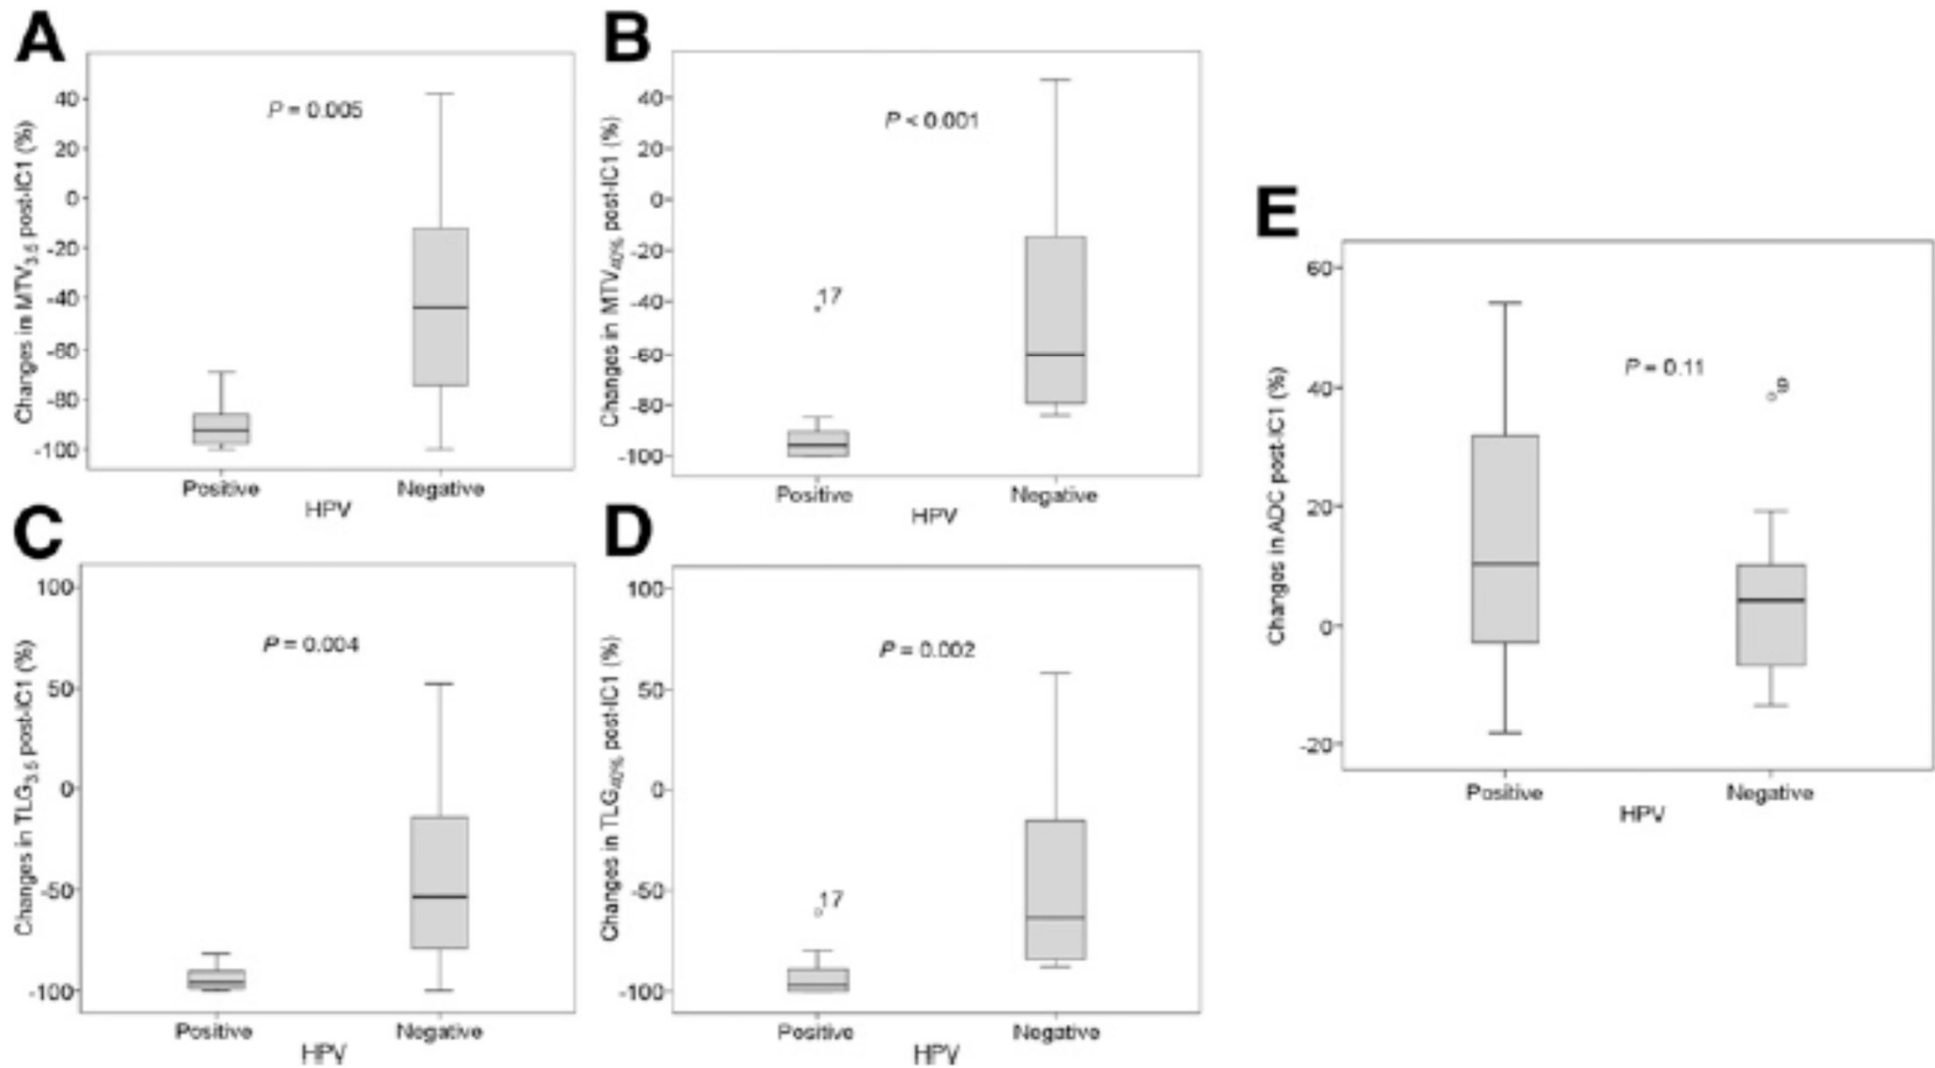 A
P = 0.005
Changes in MTV3.5 post-IC1 (%)
40
20
0
-20
-40
-60
-80
-100
Positive
Negative
HPV
B
P < 0.001
Changes in MTV40% post-IC1 (%)
40
20
0
-20
-40
-60
-80
-100
17
Positive
Negative
HPV
C
P = 0.004
Changes in TLG3.5 post-IC1 (%)
100
50
0
-50
-100
Positive
Negative
HPV
D
P = 0.002
Changes in TLG40% post-IC1 (%)
100
50
0
-50
-100
17
Positive
Negative
HPV
E
P = 0.11
Changes in ADC post-IC1 (%)
60
40
20
0
-20
9
Positive
Negative
HPV